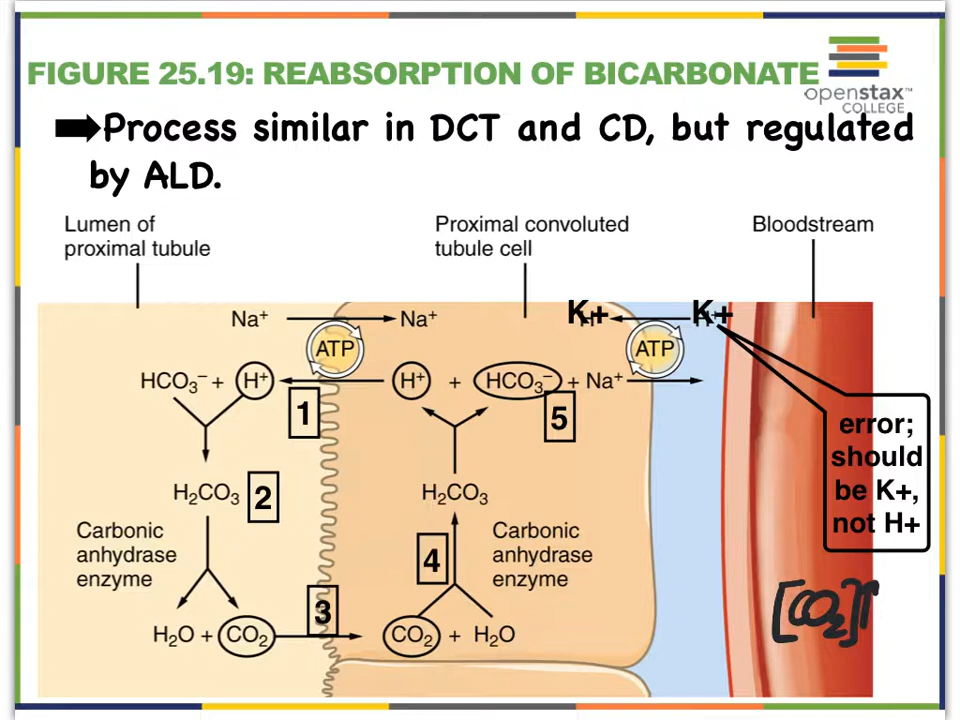 FIGURE 25.19: REABSORPTION OF BICARBONATE
openstax™
COLLEGE
➡Process similar in DCT and CD, but regulated
by ALD.
Lumen of
proximal tubule
Proximal convoluted
tubule cell
Bloodstream
Na⁺ Na⁺ K+ K+
ATP ATP
HCO₃⁻ + H⁺ H⁺ + HCO₃⁻ + Na⁺
1
5
error;
should
be K+,
not H+
H₂CO₃ 2 H₂CO₃
Carbonic
anhydrase
enzyme
4
Carbonic
anhydrase
enzyme
3
H₂O + CO₂ CO₂ + H₂O
[CO₂]↑